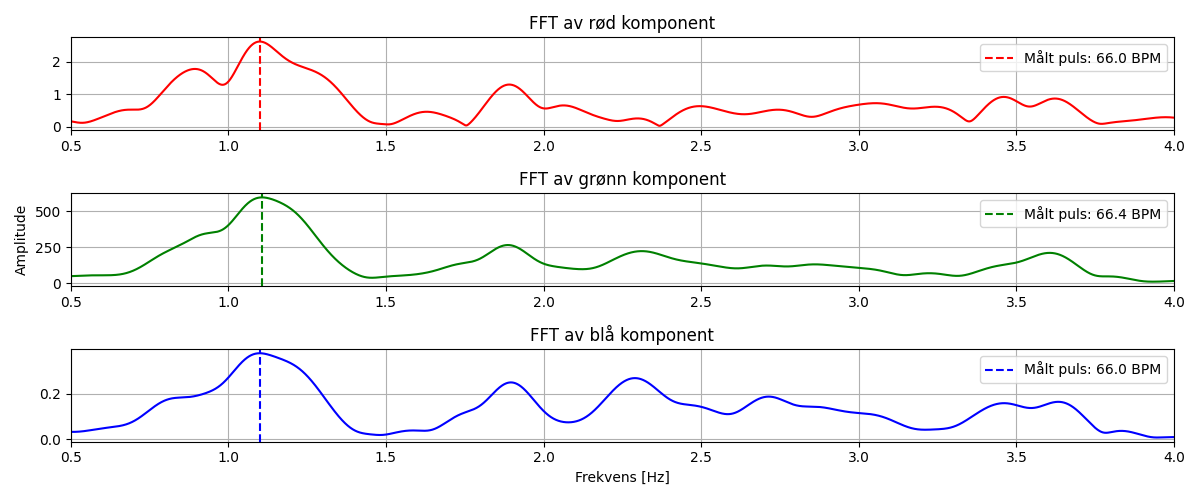 FFT av rød komponent
2
1
0
Målt puls: 66.0 BPM
0.5 1.0 1.5 2.0 2.5 3.0 3.5 4.0
FFT av grønn komponent
Amplitude
500
250
0
Målt puls: 66.4 BPM
0.5 1.0 1.5 2.0 2.5 3.0 3.5 4.0
FFT av blå komponent
0.2
0.0
Målt puls: 66.0 BPM
0.5 1.0 1.5 2.0 2.5 3.0 3.5 4.0
Frekvens [Hz]